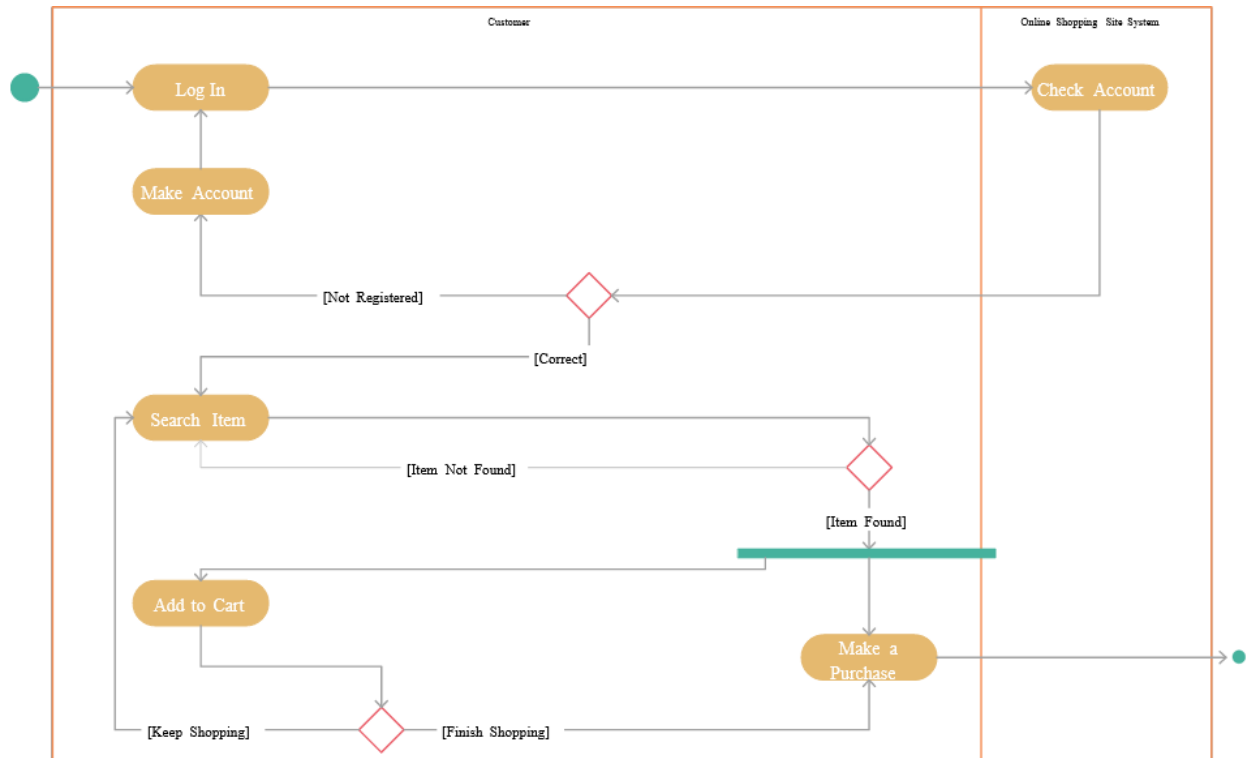 Customer
Online Shopping Site System
Log In
Check Account
Make Account
[Not Registered]
[Correct]
Search Item
[Item Not Found]
[Item Found]
Add to Cart
Make a
Purchase
[Keep Shopping]
[Finish Shopping]